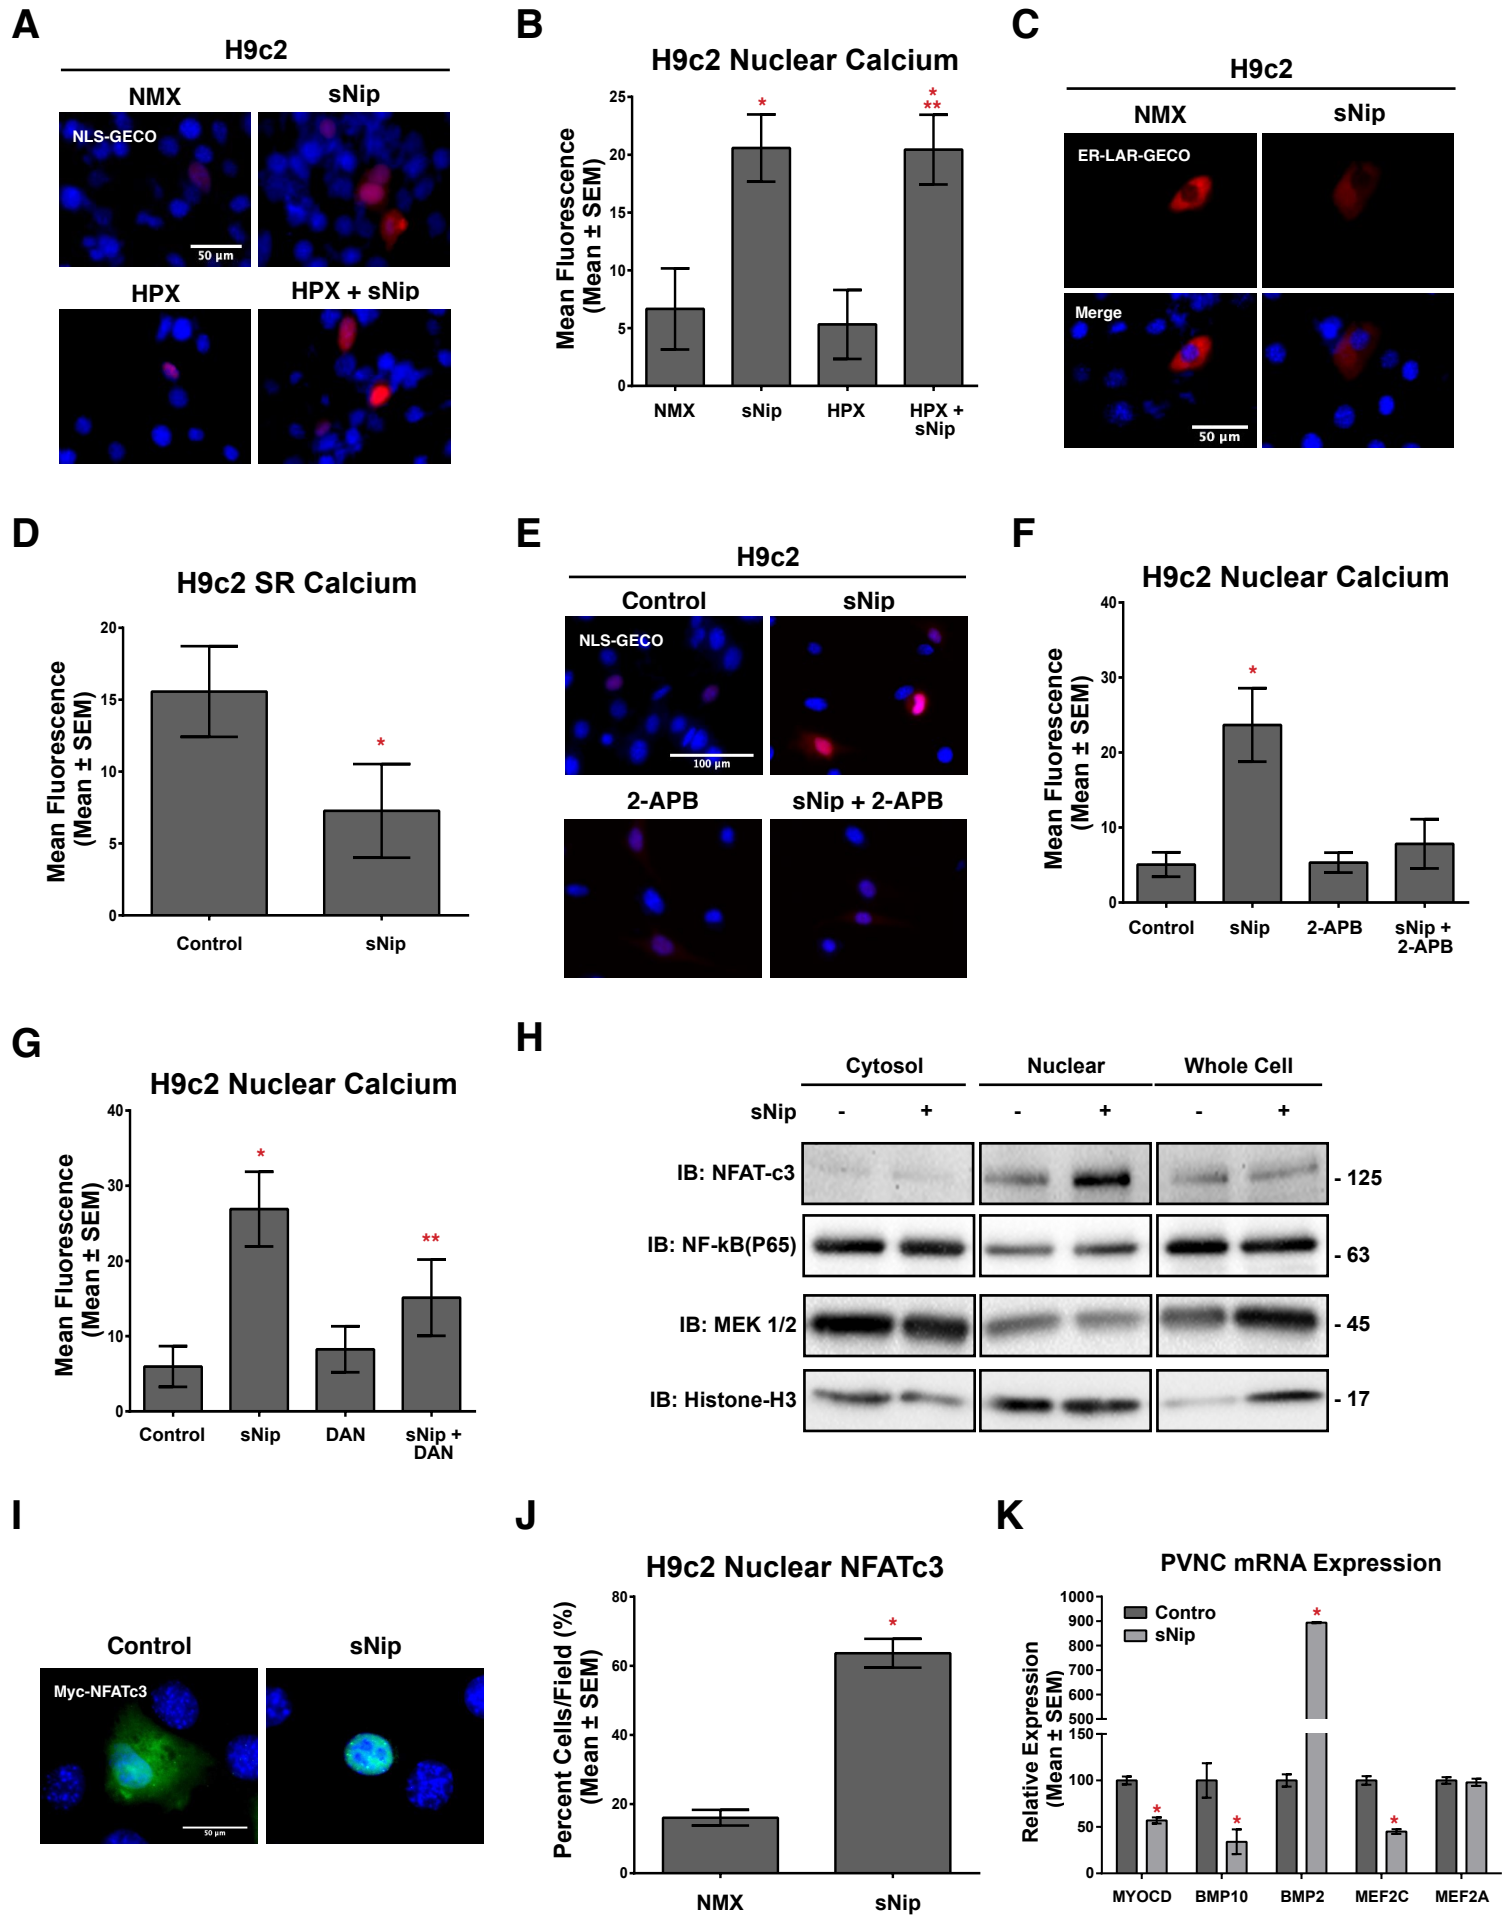 A
H9c2
NMX
sNip
NLS-GECO
50 µm
HPX
HPX + sNip
B
H9c2 Nuclear Calcium
Mean Fluorescence
(Mean ± SEM)
25
20
15
10
5
0
*
*
**
NMX
sNip
HPX
HPX +
sNip
C
H9c2
NMX
sNip
ER-LAR-GECO
Merge
50 µm
D
H9c2 SR Calcium
Mean Fluorescence
(Mean ± SEM)
20
15
10
5
0
*
Control
sNip
E
H9c2
Control
sNip
NLS-GECO
100 µm
2-APB
sNip + 2-APB
F
H9c2 Nuclear Calcium
Mean Fluorescence
(Mean ± SEM)
40
30
20
10
0
*
Control
sNip
2-APB
sNip +
2-APB
G
H9c2 Nuclear Calcium
Mean Fluorescence
(Mean ± SEM)
40
30
20
10
0
*
**
Control
sNip
DAN
sNip +
DAN
H
Cytosol
Nuclear
Whole Cell
sNip - + - + - +
IB: NFAT-c3 - 125
IB: NF-kB(P65) - 63
IB: MEK 1/2 - 45
IB: Histone-H3 - 17
I
Control
sNip
Myc-NFATc3
50 µm
J
H9c2 Nuclear NFATc3
Percent Cells/Field (%)
(Mean ± SEM)
80
60
40
20
0
*
NMX
sNip
K
PVNC mRNA Expression
Relative Expression
(Mean ± SEM)
1000
900
800
700
600
500
150
100
50
0
Contro
sNip
*
*
*
*
MYOCD
BMP10
BMP2
MEF2C
MEF2A